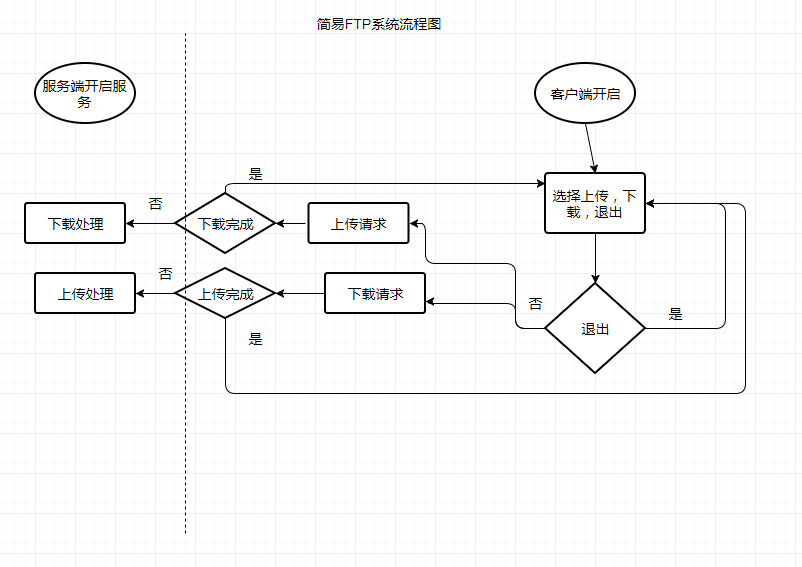 简易FTP系统流程图
服务端开启服
务
客户端开启
是
选择上传，下
载，退出
否
下载处理
下载完成
上传请求
否
上传处理
上传完成
下载请求
否
退出
是
是